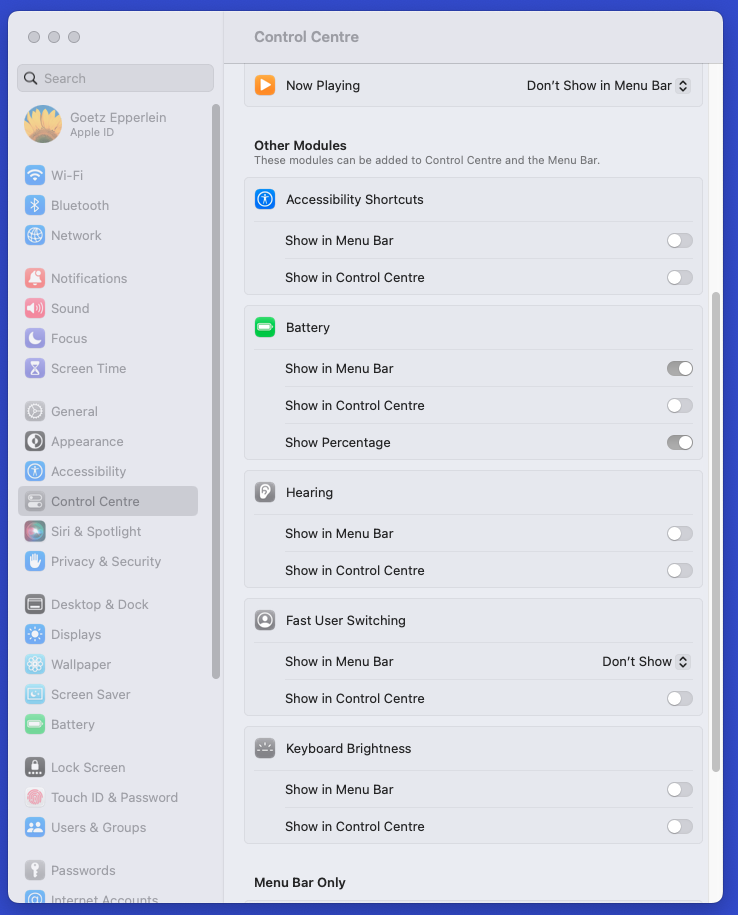 Control Centre
Search
Goetz Epperlein
Apple ID
Wi-Fi
Bluetooth
Network
Notifications
Sound
Focus
Screen Time
General
Appearance
Accessibility
Control Centre
Siri & Spotlight
Privacy & Security
Desktop & Dock
Displays
Wallpaper
Screen Saver
Battery
Lock Screen
Touch ID & Password
Users & Groups
Passwords
Internet Accounts
Now Playing Don't Show in Menu Bar
Other Modules
These modules can be added to Control Centre and the Menu Bar.
Accessibility Shortcuts
Show in Menu Bar
Show in Control Centre
Battery
Show in Menu Bar
Show in Control Centre
Show Percentage
Hearing
Show in Menu Bar
Show in Control Centre
Fast User Switching
Show in Menu Bar Don't Show
Show in Control Centre
Keyboard Brightness
Show in Menu Bar
Show in Control Centre
Menu Bar Only